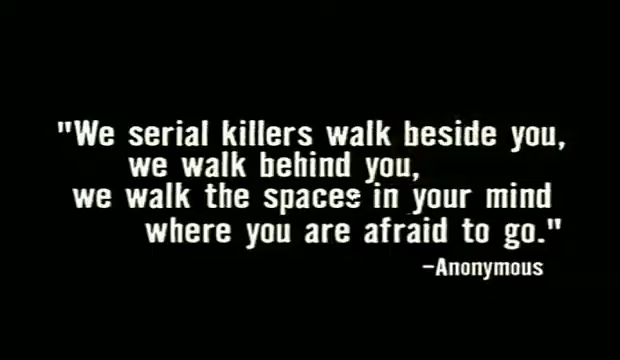 "We serial killers walk beside you,
we walk behind you,
we walk the spaces in your mind
where you are afraid to go."
–Anonymous